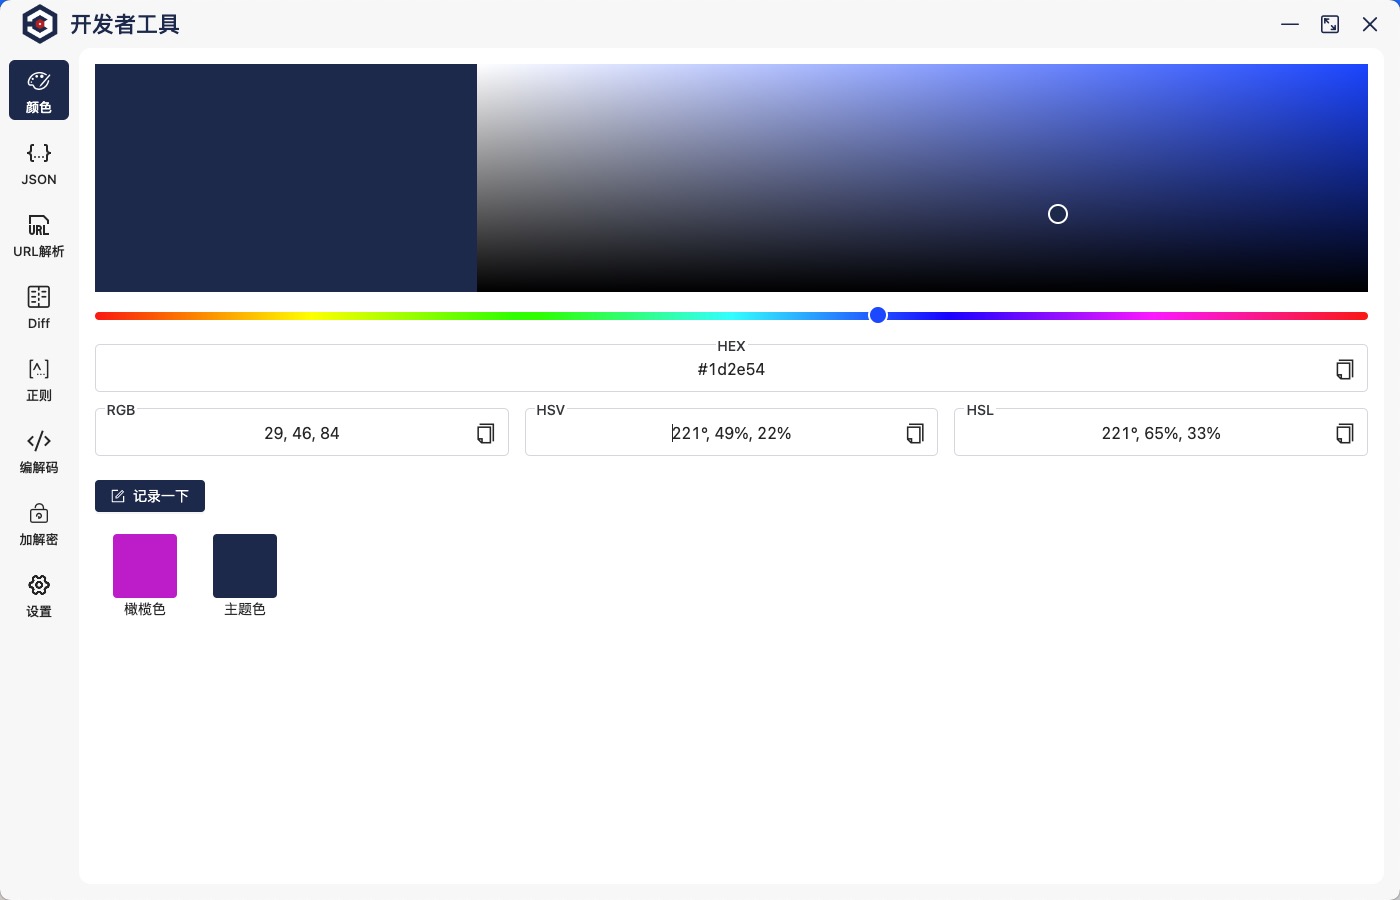 开发者工具
颜色
{...}
JSON
URL
URL解析
Diff
[^..]
正则
</>
编解码
加解密
设置
HEX
#1d2e54
RGB
29, 46, 84
HSV
221°, 49%, 22%
HSL
221°, 65%, 33%
记录一下
橄榄色
主题色